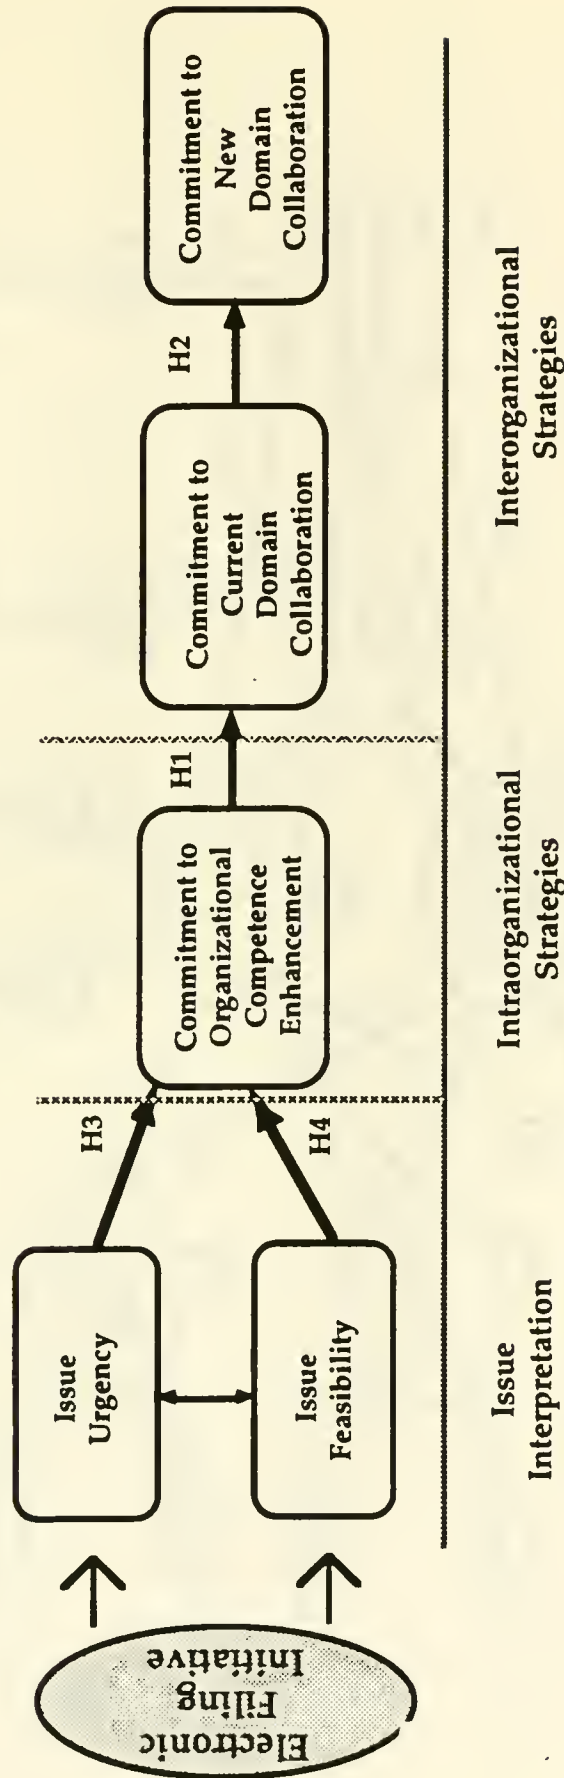 Electronic
Filing
Initiative
Issue
Urgency
Issue
Feasibility
H3
H4
Commitment to
Organizational
Competence
Enhancement
H1
Commitment to
Current
Domain
Collaboration
H2
Commitment to
New
Domain
Collaboration
Issue
Interpretation
Intraorganizational
Strategies
Interorganizational
Strategies